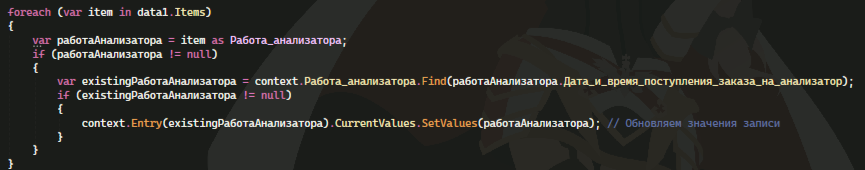 foreach (var item in data1.Items)
{
    var работаАнализатора = item as Работа_анализатора;
    if (работаАнализатора != null)
    {
        var existingРаботаАнализатора = context.Работа_анализатора.Find(работаАнализатора.Дата_и_время_поступления_заказа_на_анализатор);
        if (existingРаботаАнализатора != null)
        {
            context.Entry(existingРаботаАнализатора).CurrentValues.SetValues(работаАнализатора); // Обновляем значения записи
        }
    }
}